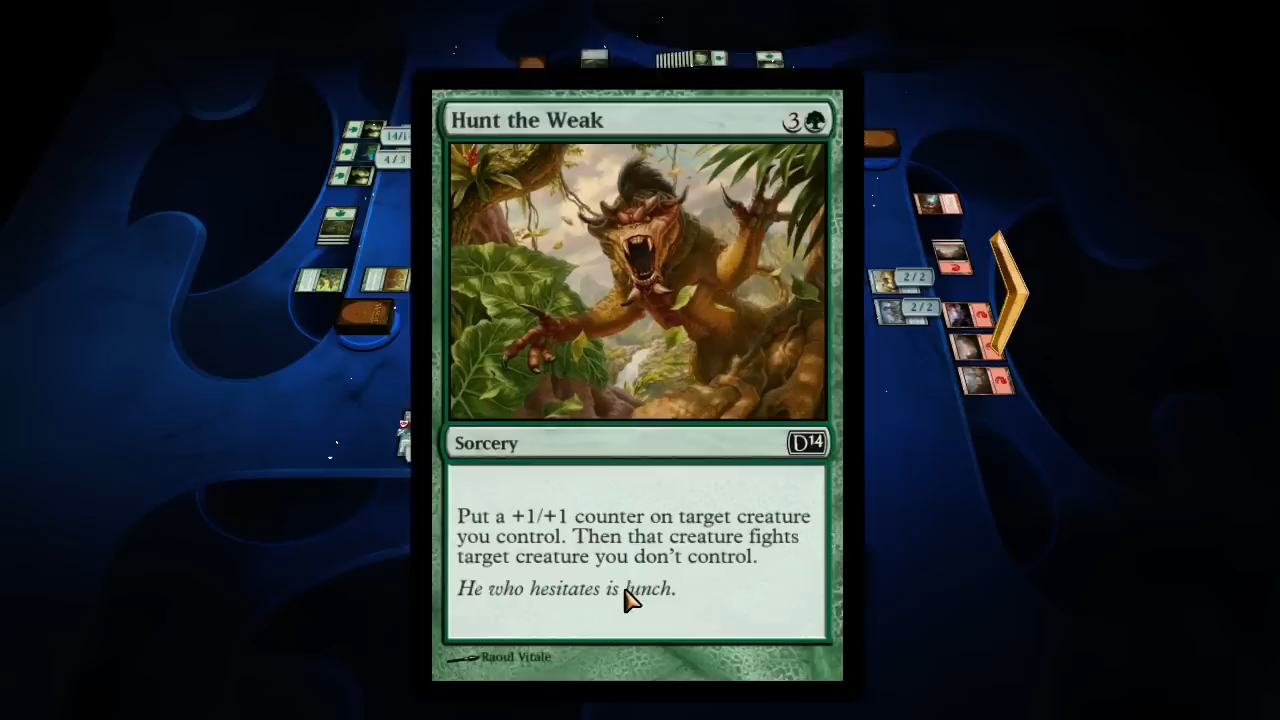 Hunt the Weak 3
14/1
4/3
2/2
2/2
Sorcery D14
Put a +1/+1 counter on target creature
you control. Then that creature fights
target creature you don't control.
He who hesitates is lunch.
Raoul Vitale